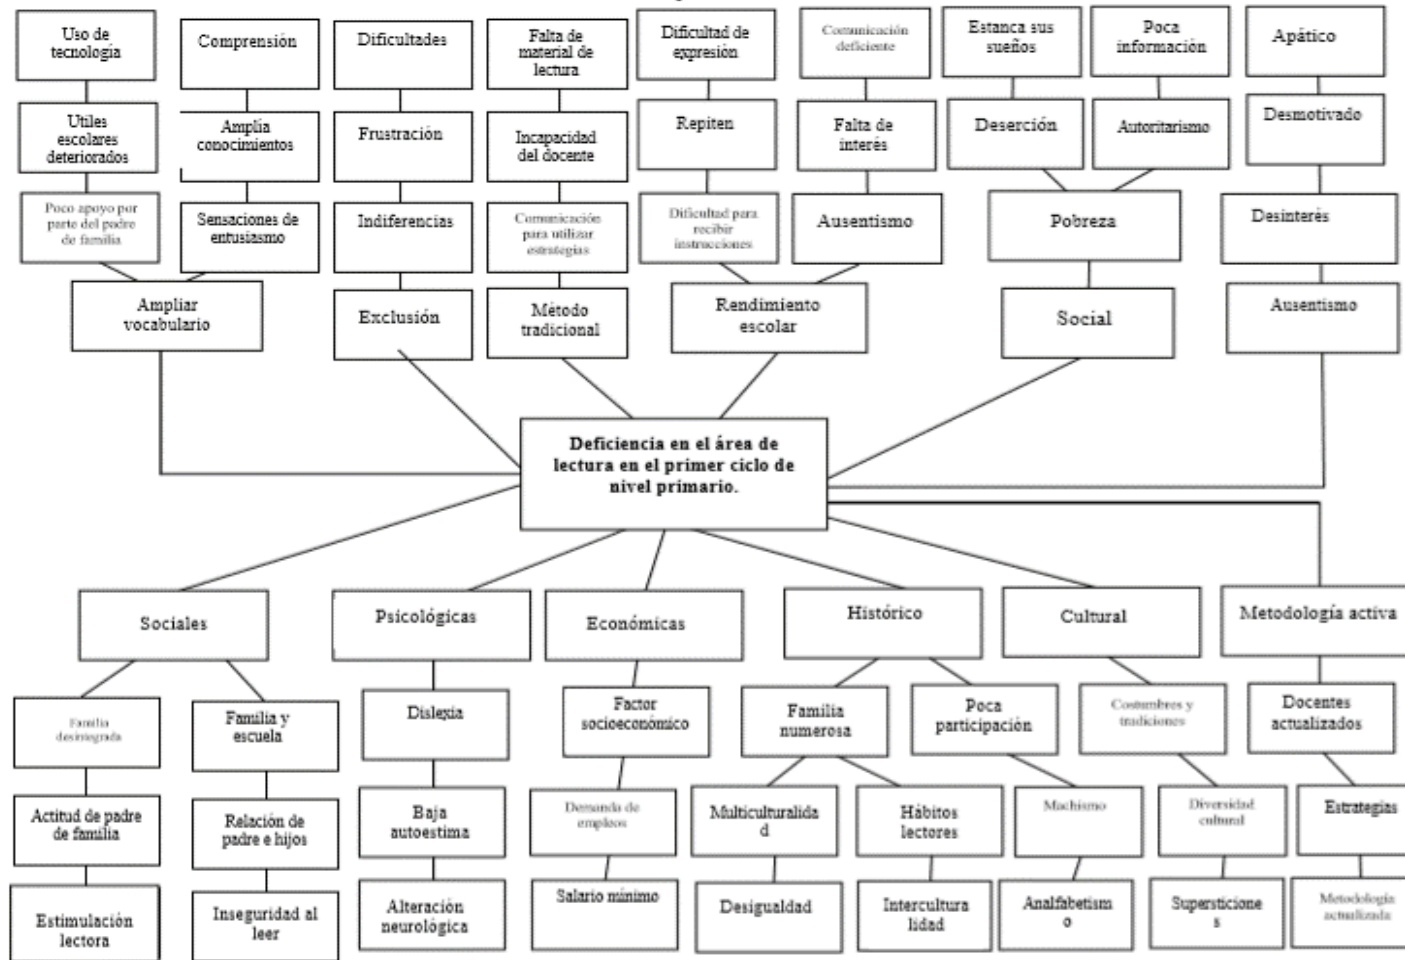 Uso de
tecnología
Comprensión
Dificultades
Falta de
material de
lectura
Dificultad de
expresión
Comunicación
deficiente
Estanca sus
sueños
Poca
información
Apático
Utiles
escolares
deteriorados
Amplia
conocimientos
Frustración
Incapacidad
del docente
Repiten
Falta de
interés
Deserción
Autoritarismo
Desmotivado
Poco apoyo por
parte del padre
de familia
Sensaciones de
entusiasmo
Indiferencias
Comunicación
para utilizar
estrategias
Dificultad para
recibir
instrucciones
Ausentismo
Pobreza
Desinterés
Ampliar
vocabulario
Exclusión
Método
tradicional
Rendimiento
escolar
Social
Ausentismo
Deficiencia en el área de
lectura en el primer ciclo de
nivel primario.
Sociales
Psicológicas
Económicas
Histórico
Cultural
Metodología activa
Familia
desintegrada
Familia y
escuela
Dislexia
Factor
socioeconómico
Familia
numerosa
Poca
participación
Costumbres y
tradiciones
Docentes
actualizados
Actitud de padre
de familia
Relación de
padre e hijos
Baja
autoestima
Demanda de
empleos
Multiculturalida
d
Hábitos
lectores
Machismo
Diversidad
cultural
Estrategias
Estimulación
lectora
Inseguridad al
leer
Alteración
neurológica
Salario mínimo
Desigualdad
Intercultura
lidad
Analfabetism
o
Supersticione
s
Metodología
actualizada